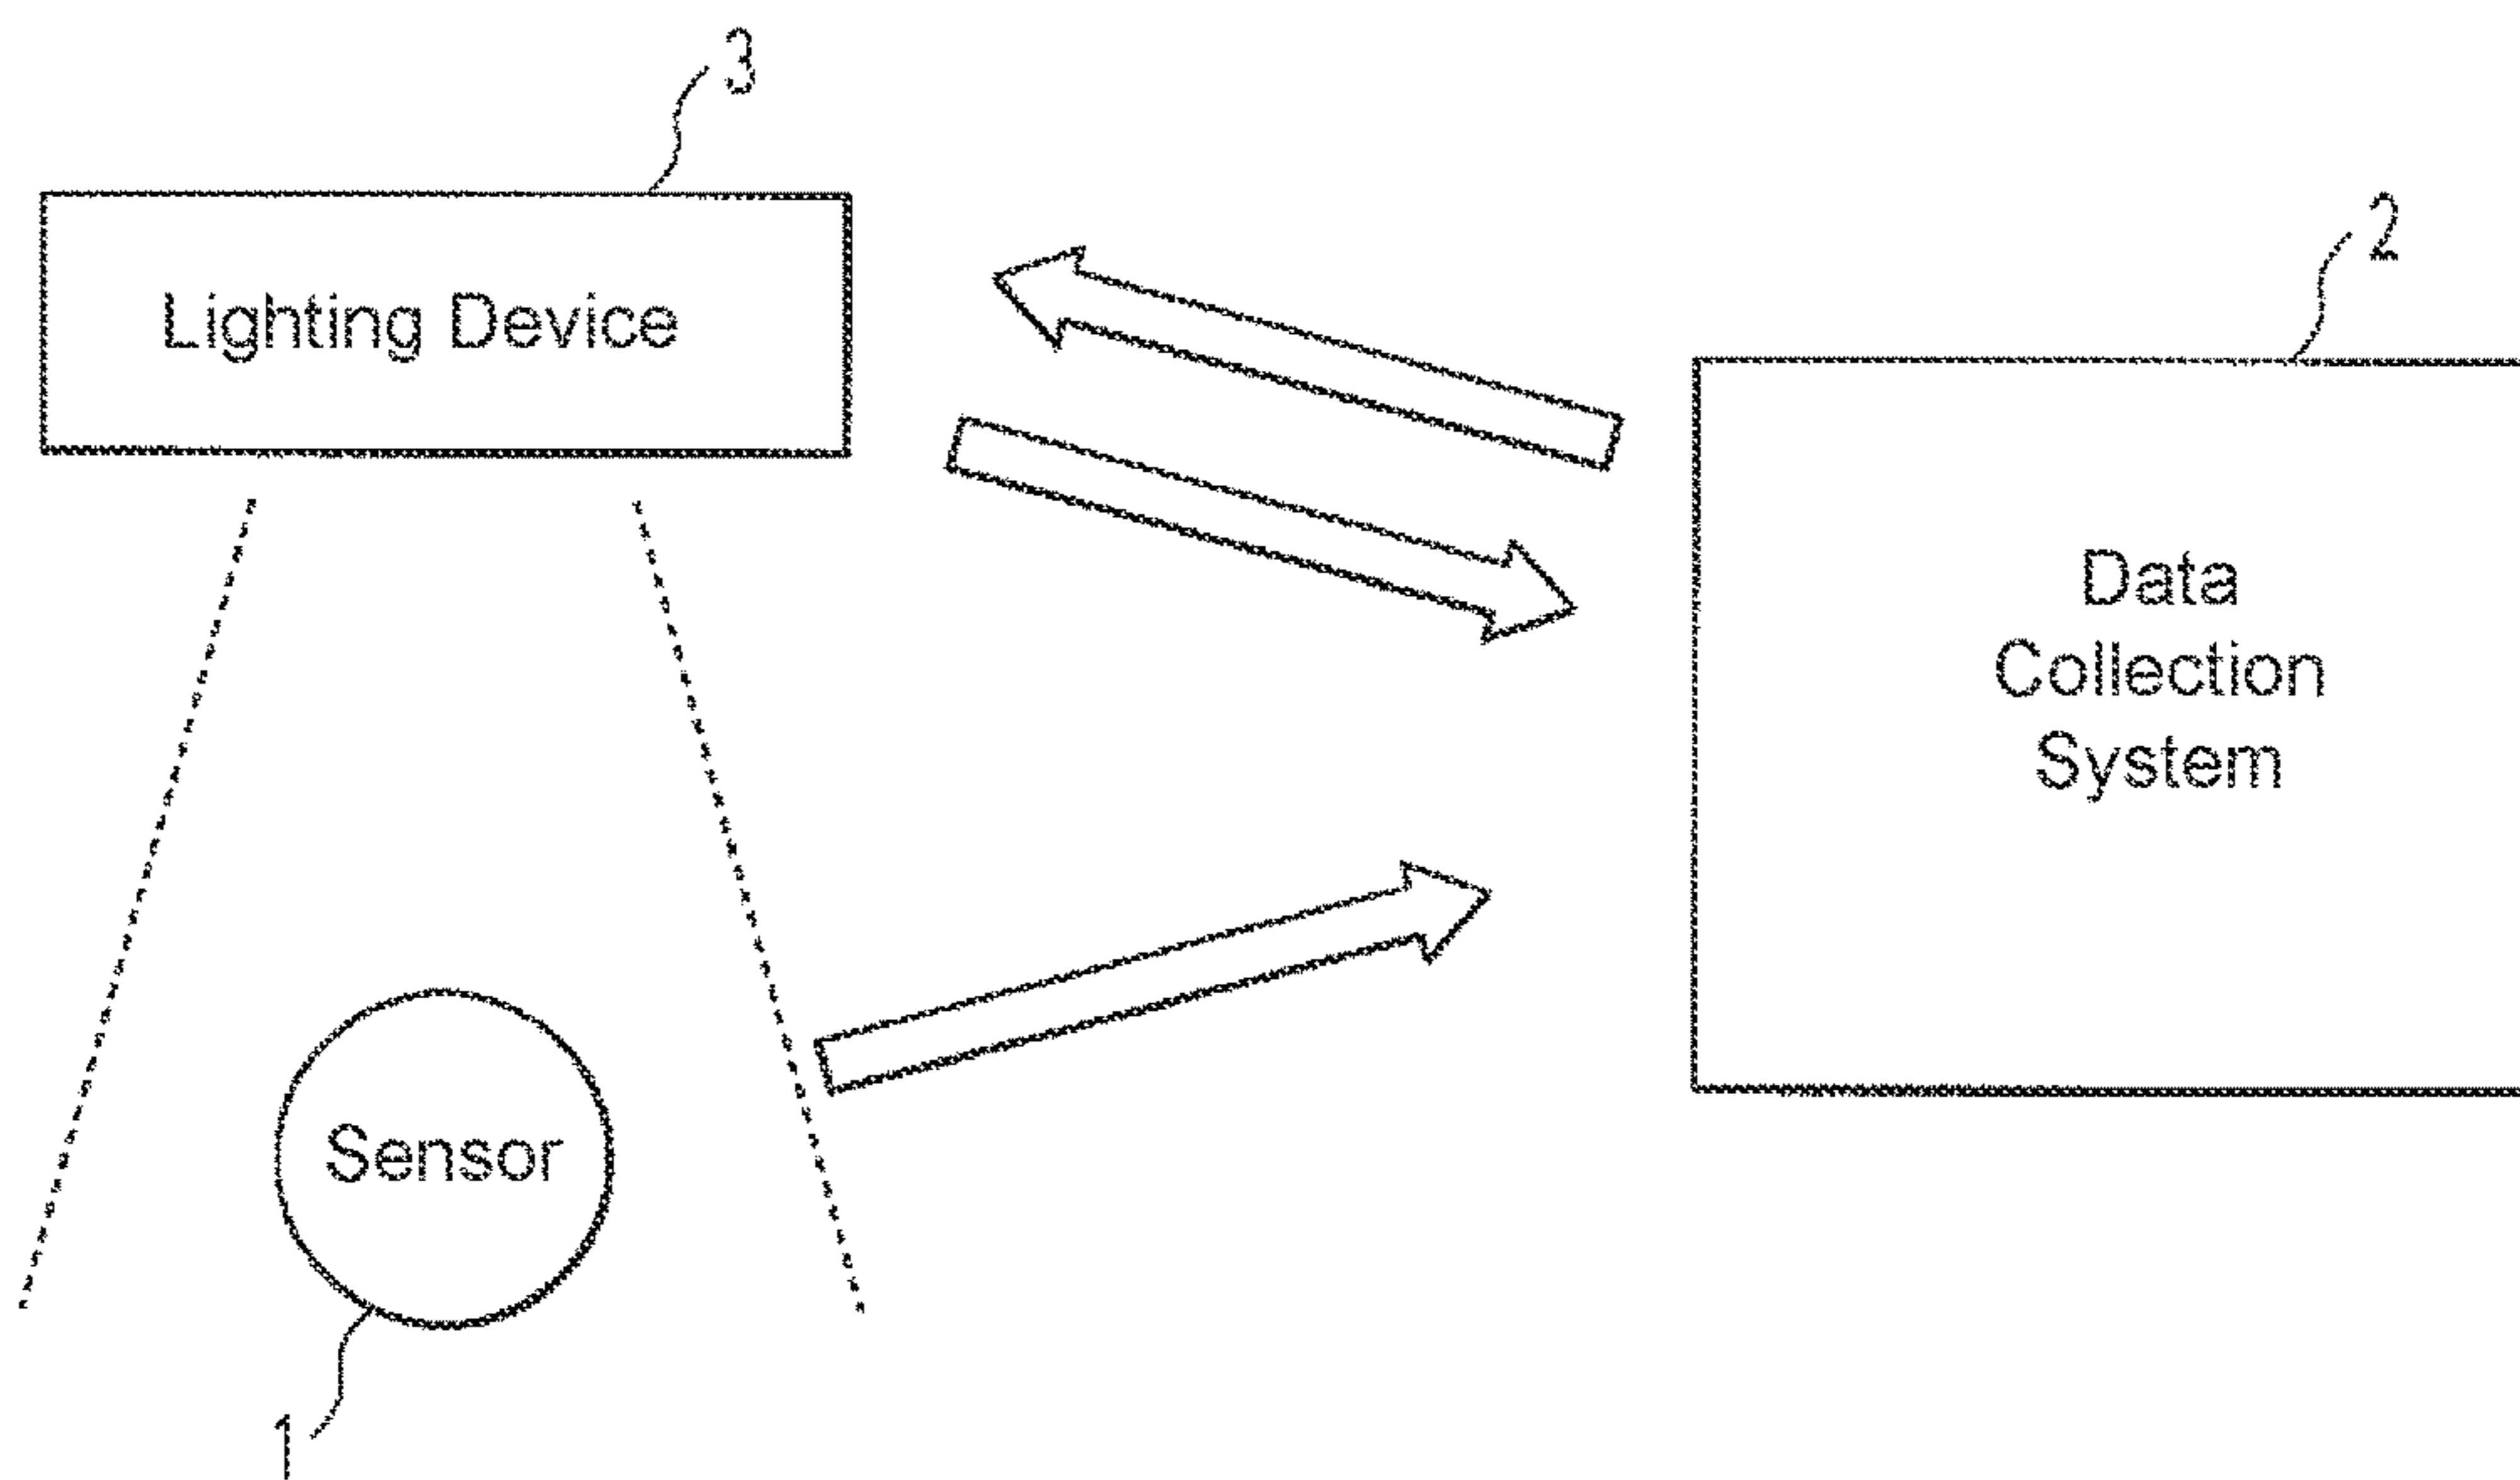 3
2
Lighting Device
Data
Collection
System
Sensor
1